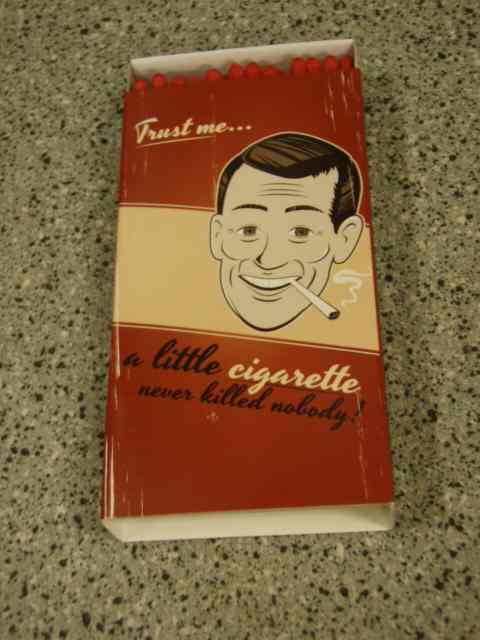 Trust me...
a little cigarette
never killed nobody!